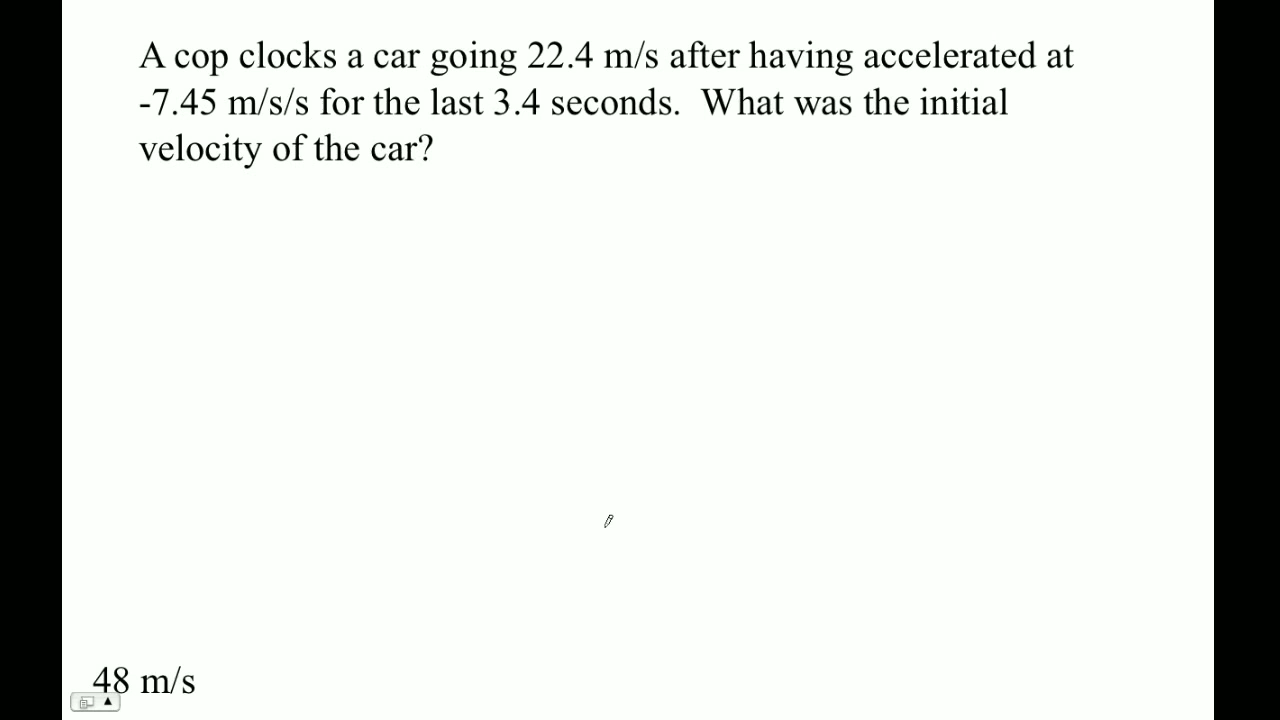 A cop clocks a car going 22.4 m/s after having accelerated at
-7.45 m/s/s for the last 3.4 seconds.  What was the initial
velocity of the car?
48 m/s